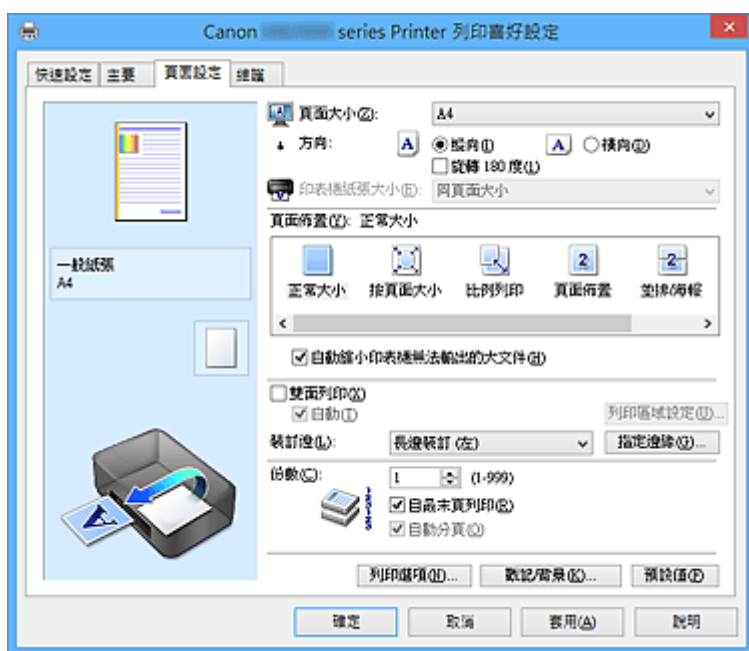 Canon series Printer 列印喜好設定
快速設定 主要 頁面設定 維護
頁面大小(Z): A4
方向: A 縱向(I) A 橫向(D)
旋轉 180 度(L)
印表機紙張大小(E): 同頁面大小
頁面佈置(Y): 正常大小
一般紙張
A4
正常大小 按頁面大小 比例列印 頁面佈置 墊排/海報
自動縮小印表機無法輸出的大文件(H)
雙面列印(X)
自動(T) 列印區域設定(U)...
裝訂邊(L): 長邊裝訂 (左) 指定邊緣(G)...
份數(C): 1 (1-999)
自最末頁列印(R)
自動分頁(O)
列印選項(N)... 戳記/背景(K)... 預設值(F)
確定 取消 套用(A) 說明